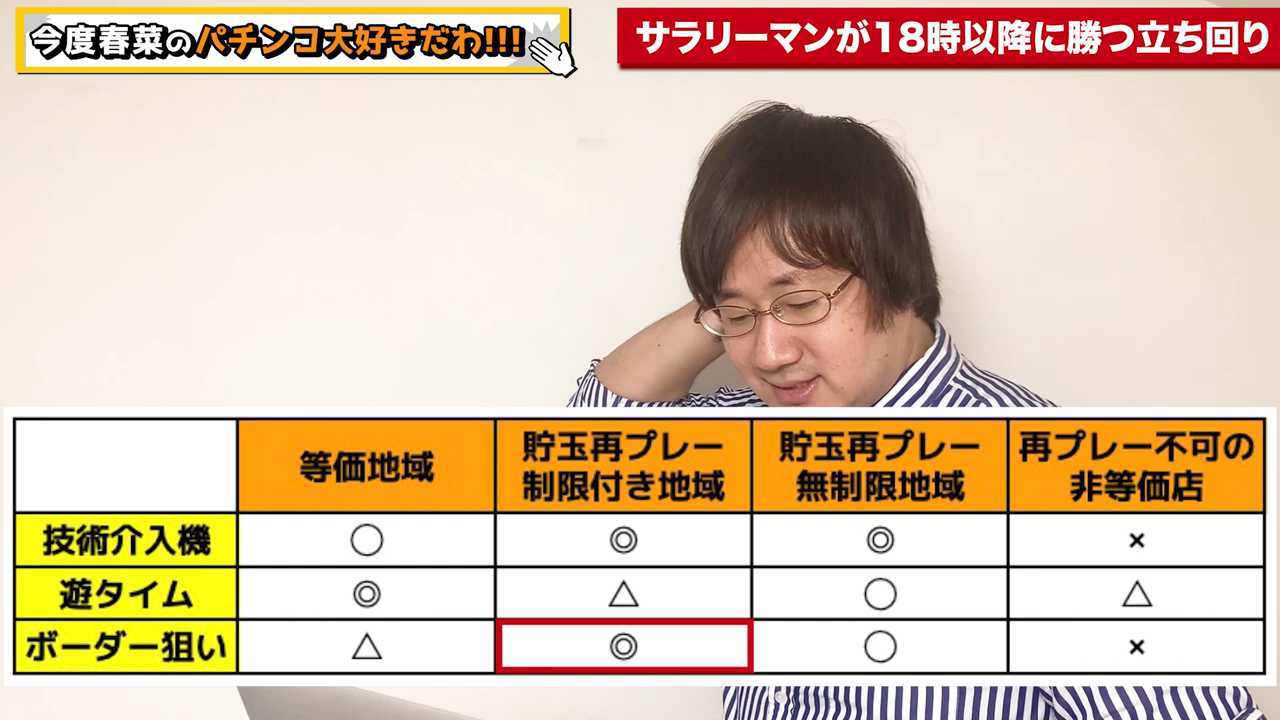 今度春菜のパチンコ大好きだわ!!!
サラリーマンが18時以降に勝つ立ち回り
等価地域
貯玉再プレー
制限付き地域
貯玉再プレー
無制限地域
再プレー不可の
非等価店
技術介入機 ○ ◎ ◎ ×
遊タイム ◎ △ ○ △
ボーダー狙い △ ◎ ○ ×